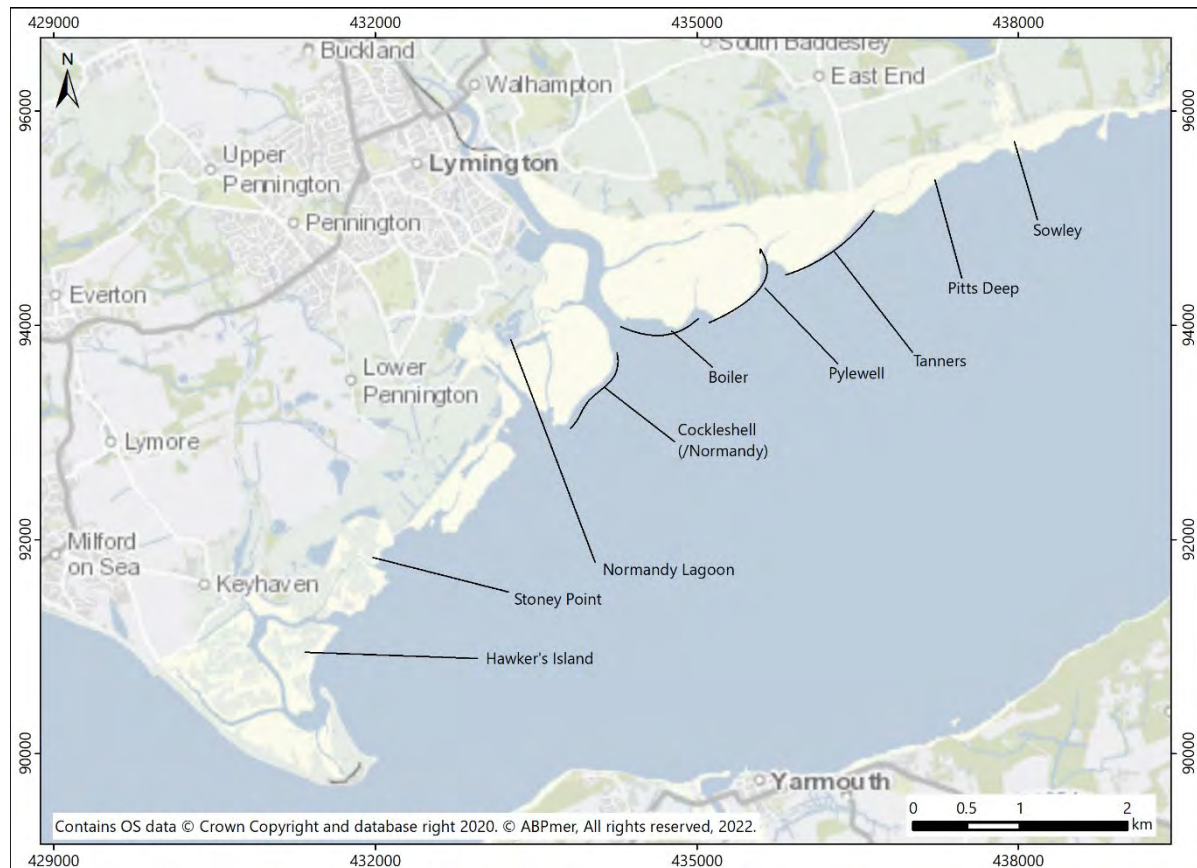 429000
432000
435000
438000
96000
96000
94000
94000
92000
92000
90000
90000
N
Buckland
South Baddesley
Walhampton
East End
Upper
Pennington
Lymington
Pennington
Sowley
Everton
Pitts Deep
Tanners
Pylewell
Boiler
Lower
Pennington
Cockleshell
(/Normandy)
Lymore
Milford
on Sea
Normandy Lagoon
Keyhaven
Stoney Point
Hawker's Island
Yarmouth
0 0.5 1 2
km
Contains OS data © Crown Copyright and database right 2020. © ABPmer, All rights reserved, 2022.
429000
432000
435000
438000